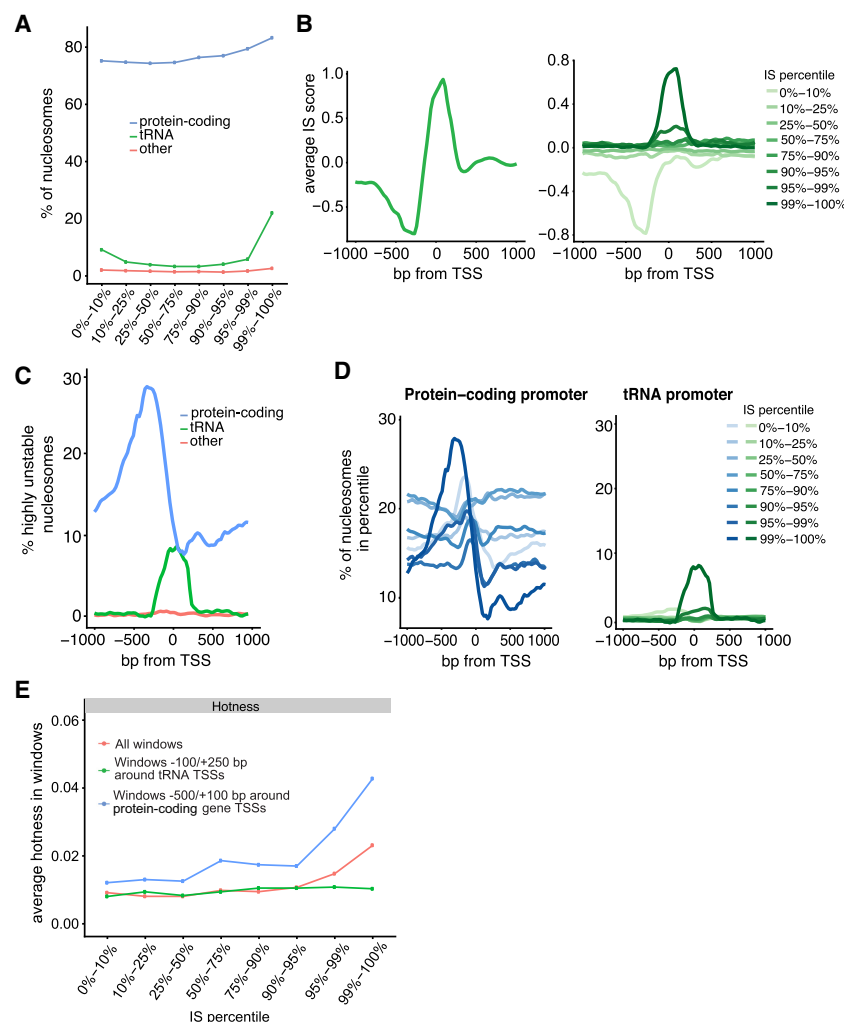 A
% of nucleosomes
80
60
40
20
0
protein-coding
tRNA
other
0%−10%
10%−25%
25%−50%
50%−75%
75%−90%
90%−95%
95%−99%
99%−100%
B
average IS score
1.0
0.5
0.0
−0.5
−1000 −500 0 500 1000
bp from TSS
0.8
0.4
0.0
−0.4
−0.8
−1000 −500 0 500 1000
bp from TSS
IS percentile
0%−10%
10%−25%
25%−50%
50%−75%
75%−90%
90%−95%
95%−99%
99%−100%
C
% highly unstable
nucleosomes
30
20
10
0
protein-coding
tRNA
other
−1000 −500 0 500 1000
bp from TSS
D
Protein−coding promoter
% of nucleosomes
in percentile
30
20
10
−1000 −500 0 500 1000
bp from TSS
tRNA promoter
30
20
10
0
−1000 −500 0 500 1000
bp from TSS
IS percentile
0%−10%
10%−25%
25%−50%
50%−75%
75%−90%
90%−95%
95%−99%
99%−100%
E
Hotness
average hotness in windows
0.06
0.04
0.02
0.00
All windows
Windows -100/+250 bp
around tRNA TSSs
Windows -500/+100 bp around
protein-coding gene TSSs
0%−10%
10%−25%
25%−50%
50%−75%
75%−90%
90%−95%
95%−99%
99%−100%
IS percentile